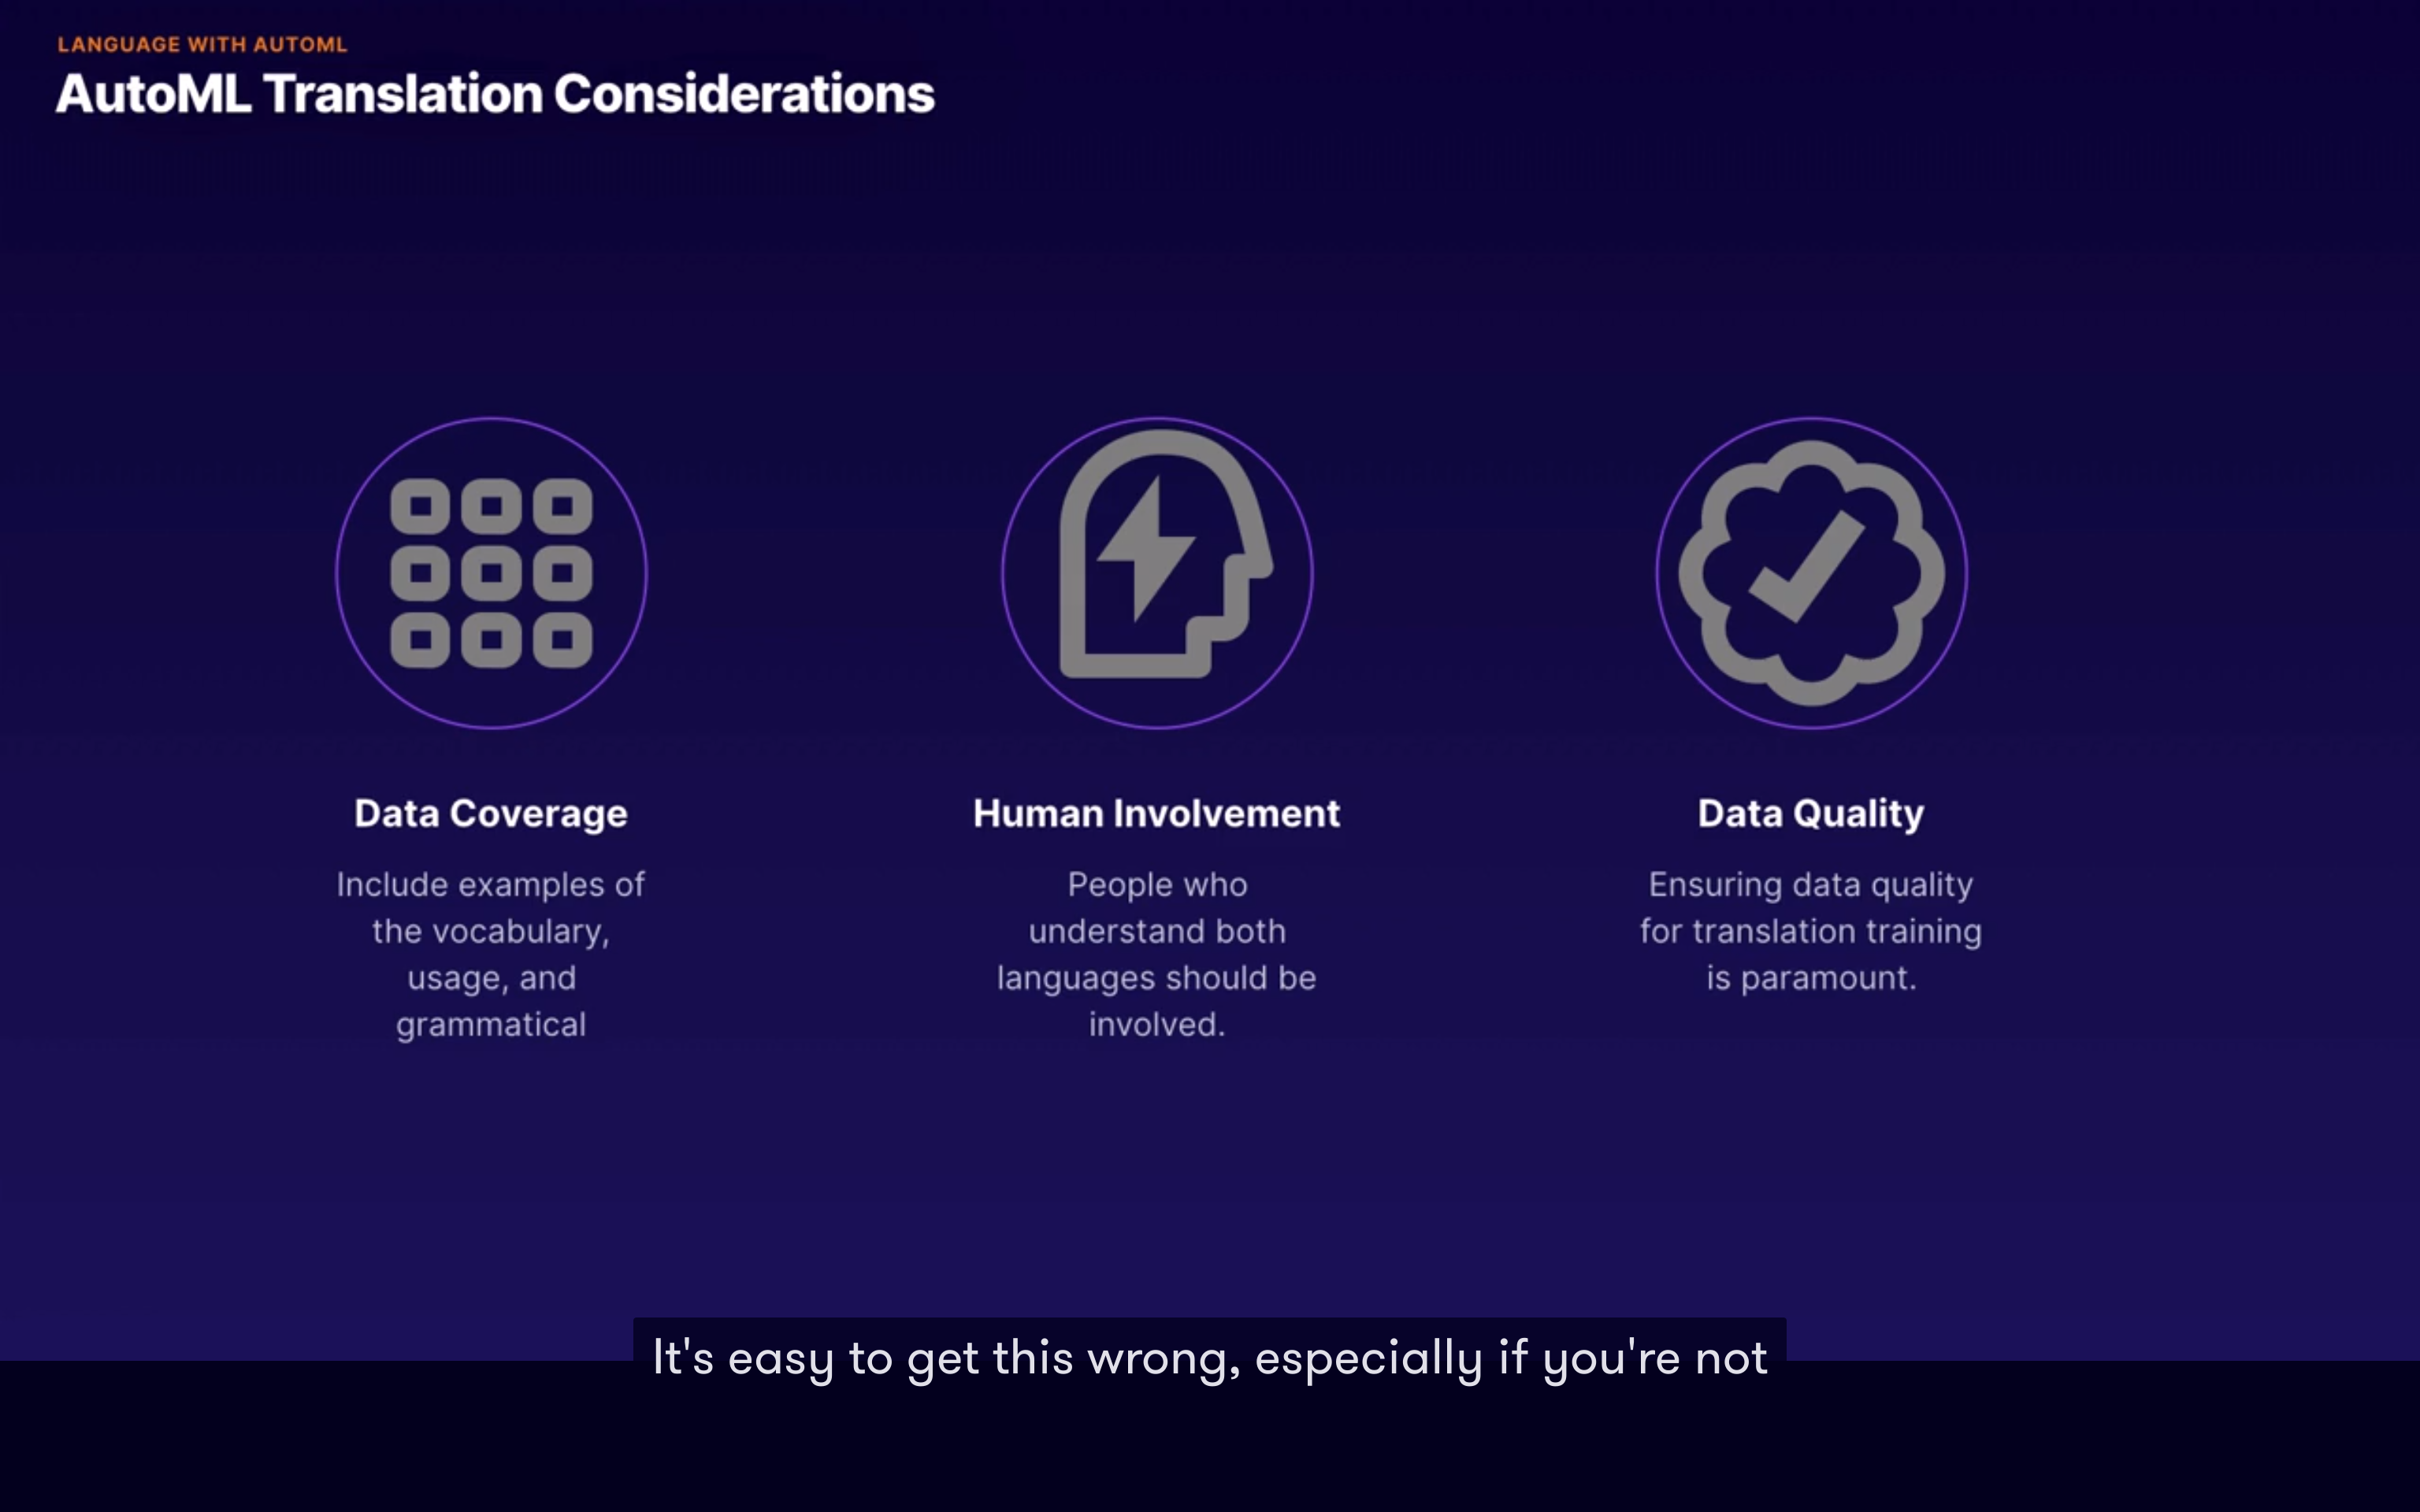 LANGUAGE WITH AUTOML
AutoML Translation Considerations
Data Coverage
Include examples of
the vocabulary,
usage, and
grammatical
Human Involvement
People who
understand both
languages should be
involved.
Data Quality
Ensuring data quality
for translation training
is paramount.
It's easy to get this wrong, especially if you're not